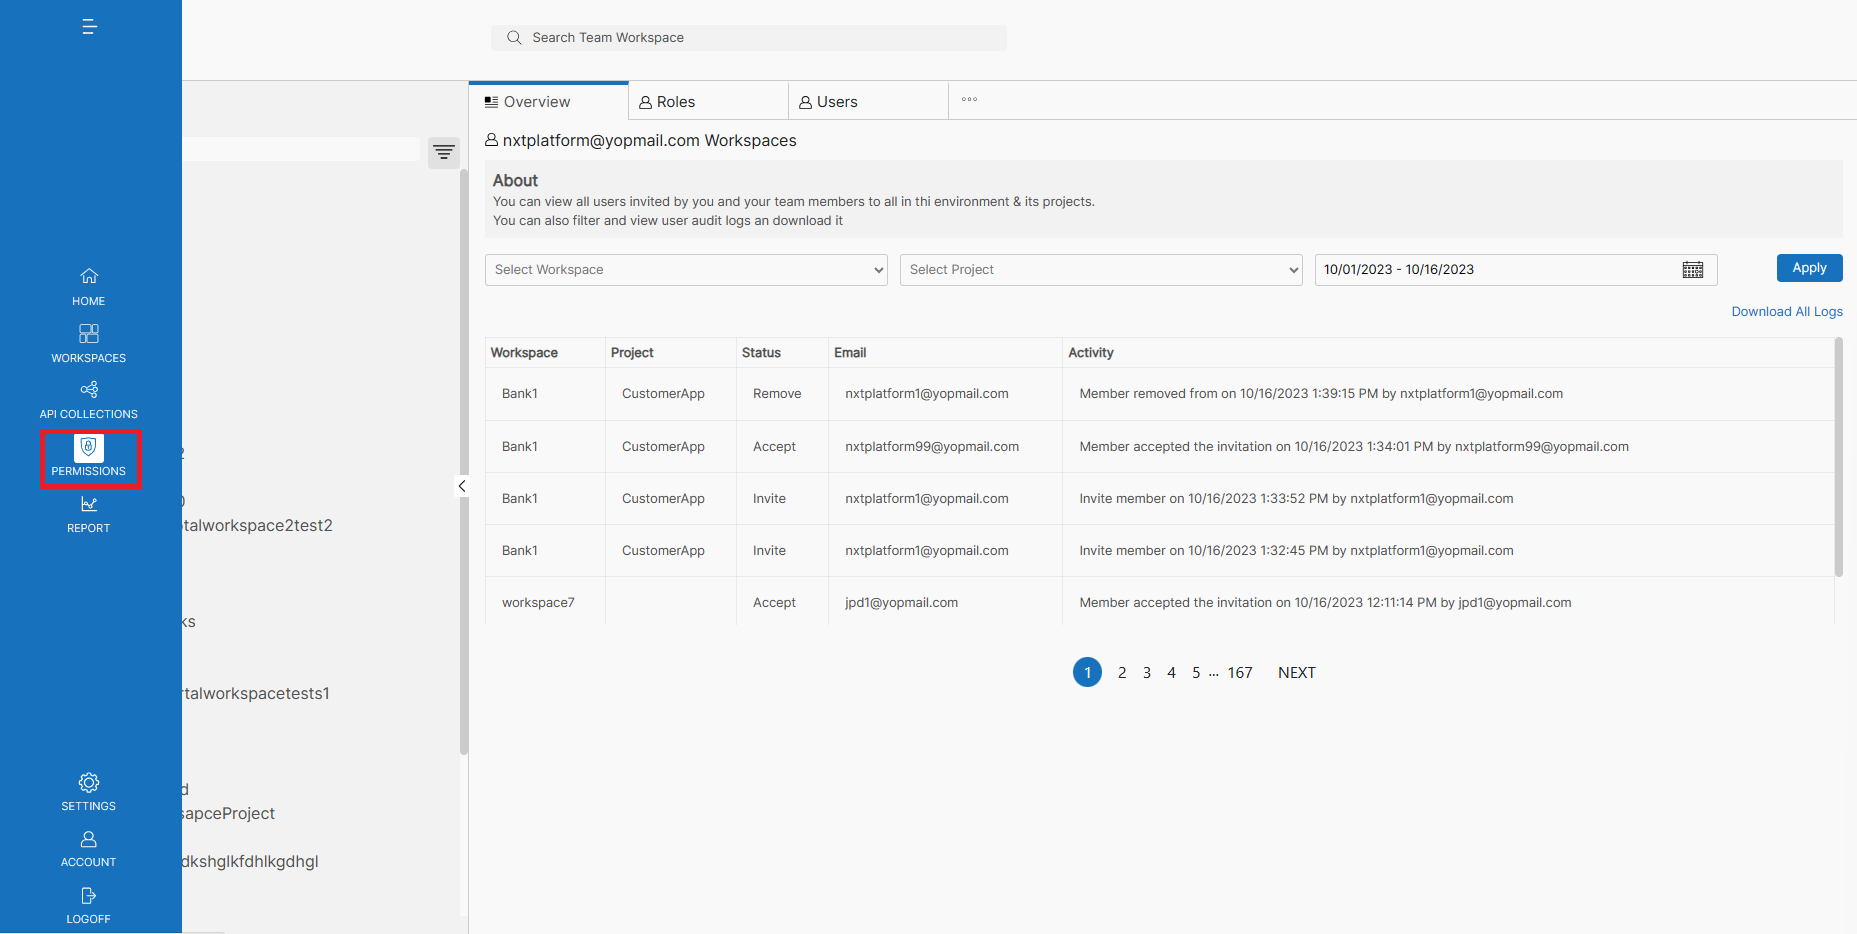 Search Team Workspace
HOME
WORKSPACES
API COLLECTIONS
PERMISSIONS
REPORT
SETTINGS
ACCOUNT
LOGOFF
2
0
otalworkspace2test2
ks
rtalworkspacetests1
d
sapceProject
dkshglkfdhlkgdhgl
Overview Roles Users
nxtplatform@yopmail.com Workspaces
About
You can view all users invited by you and your team members to all in thi environment & its projects.
You can also filter and view user audit logs an download it
Select Workspace Select Project 10/01/2023 - 10/16/2023 Apply
Download All Logs
Workspace Project Status Email Activity
Bank1 CustomerApp Remove nxtplatform1@yopmail.com Member removed from on 10/16/2023 1:39:15 PM by nxtplatform1@yopmail.com
Bank1 CustomerApp Accept nxtplatform99@yopmail.com Member accepted the invitation on 10/16/2023 1:34:01 PM by nxtplatform99@yopmail.com
Bank1 CustomerApp Invite nxtplatform1@yopmail.com Invite member on 10/16/2023 1:33:52 PM by nxtplatform1@yopmail.com
Bank1 CustomerApp Invite nxtplatform1@yopmail.com Invite member on 10/16/2023 1:32:45 PM by nxtplatform1@yopmail.com
workspace7 Accept jpd1@yopmail.com Member accepted the invitation on 10/16/2023 12:11:14 PM by jpd1@yopmail.com
1 2 3 4 5 ... 167 NEXT